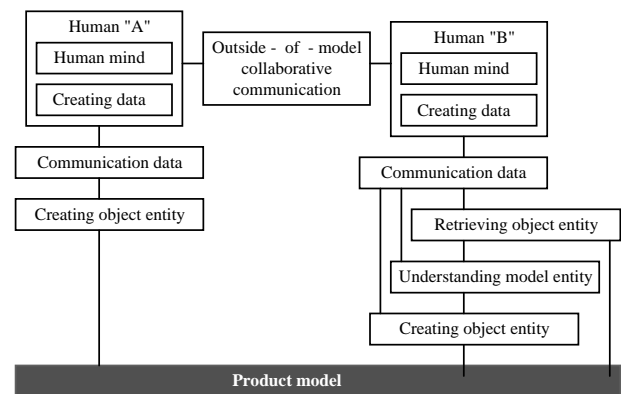 Human "A"
Human mind
Creating data
Outside - of - model
collaborative
communication
Human "B"
Human mind
Creating data
Communication data
Creating object entity
Communication data
Retrieving object entity
Understanding model entity
Creating object entity
Product model